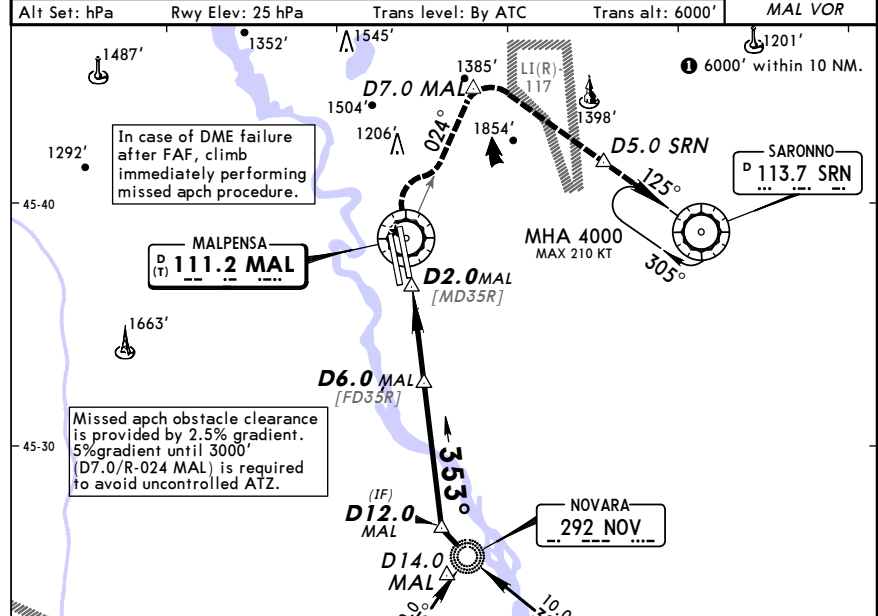 Alt Set: hPa Rwy Elev: 25 hPa Trans level: By ATC Trans alt: 6000' MAL VOR
1487'
1352'
1545'
1385'
1201'
❶ 6000' within 10 NM.
LI(R)-
117
D7.0 MAL
1504'
1398'
In case of DME failure
after FAF, climb
immediately performing
missed apch procedure.
1206'
024°
1854'
1292'
D5.0 SRN
SARONNO
D 113.7 SRN
125°
45-40
MHA 4000
MAX 210 KT
305°
MALPENSA
D
(T) 111.2 MAL
D2.0 MAL
[MD35R]
1663'
D6.0 MAL
[FD35R]
Missed apch obstacle clearance
is provided by 2.5% gradient.
5%gradient until 3000'
(D7.0/R-024 MAL) is required
to avoid uncontrolled ATZ.
45-30
353°
(IF)
D12.0
MAL
NOVARA
292 NOV
D14.0
MAL
10.0